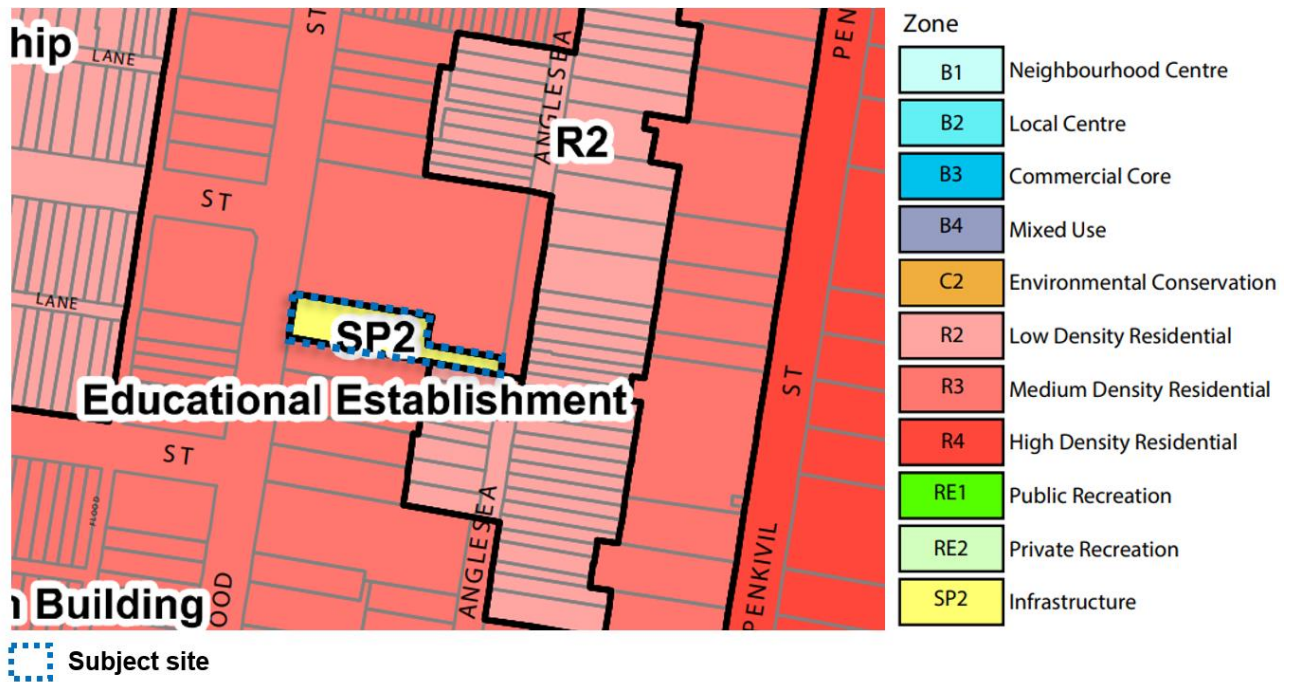 hip
LANE
ST
ANGLESEA
R2
PEN
ST
LANE
SP2
Educational Establishment
ST
ST
FLOOD
ANGLESEA
PENKIVIL
n Building
OOD
Subject site
Zone
B1 Neighbourhood Centre
B2 Local Centre
B3 Commercial Core
B4 Mixed Use
C2 Environmental Conservation
R2 Low Density Residential
R3 Medium Density Residential
R4 High Density Residential
RE1 Public Recreation
RE2 Private Recreation
SP2 Infrastructure